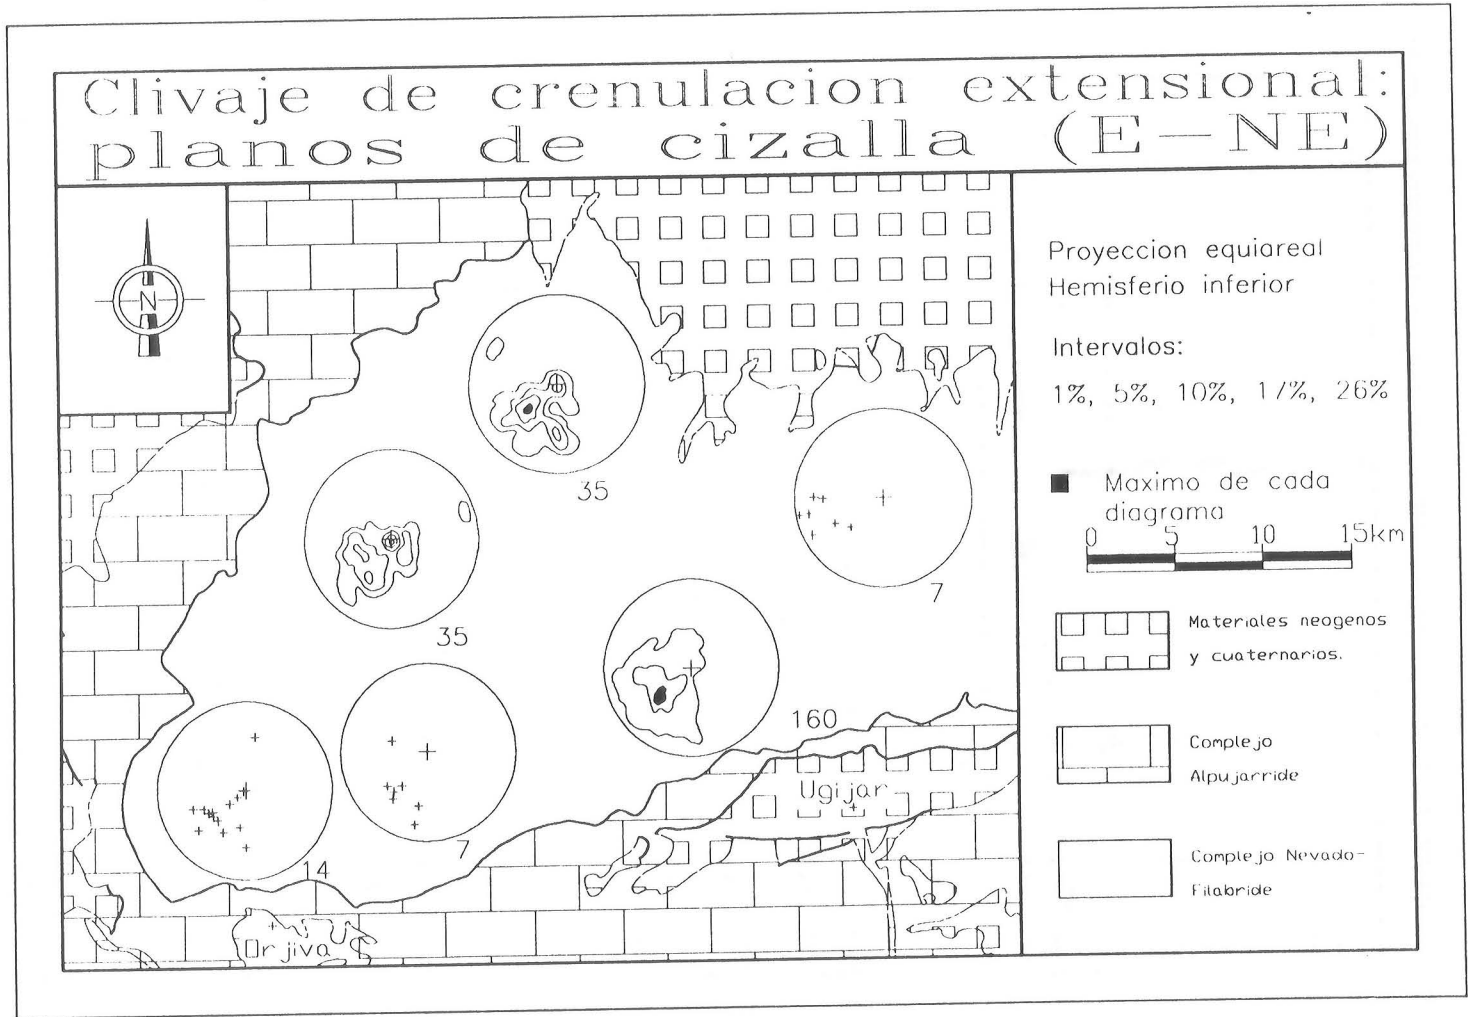 Clivaje de crenulacion extensional:
planos de cizalla (E-NE)
N
Proyeccion equiareal
Hemisferio inferior
Intervalos:
1%, 5%, 10%, 17%, 26%
Maximo de cada
diagrama
0 5 10 15km
Materiales neogenos
y cuaternarios.
Complejo
Alpujarride
Complejo Nevado-
Filabride
35
35
7
160
7
14
Ugijar
Orjiva